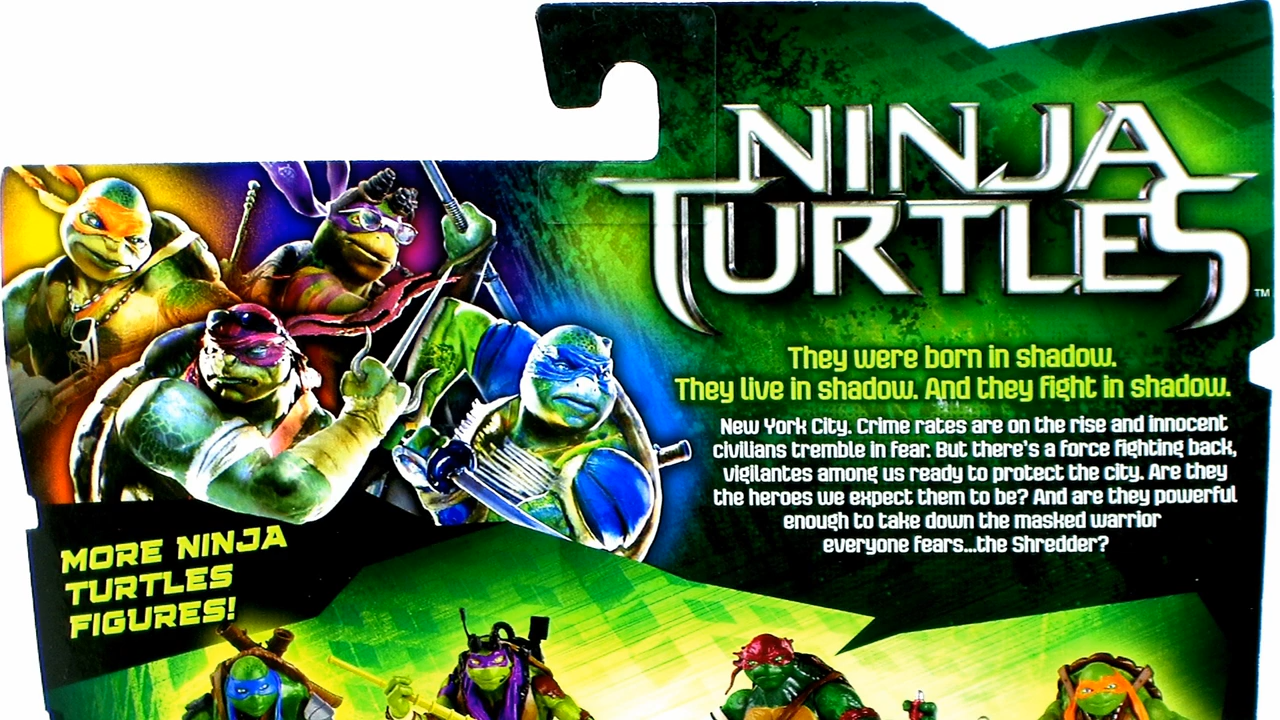 NINJA
TURTLES
TM
They were born in shadow.
They live in shadow. And they fight in shadow.
New York City. Crime rates are on the rise and innocent
civilians tremble in fear. But there's a force fighting back,
vigilantes among us ready to protect the city. Are they
the heroes we expect them to be? And are they powerful
enough to take down the masked warrior
everyone fears...the Shredder?
MORE NINJA
TURTLES
FIGURES!